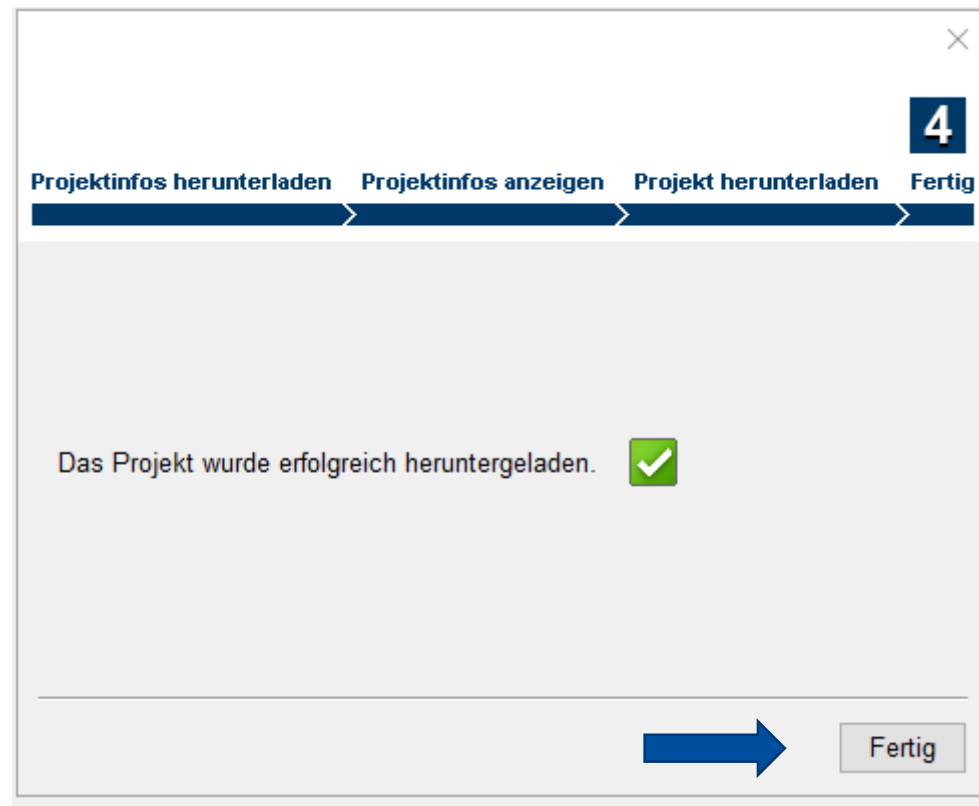 4
Projektinfos herunterladen Projektinfos anzeigen Projekt herunterladen Fertig
Das Projekt wurde erfolgreich heruntergeladen.
Fertig